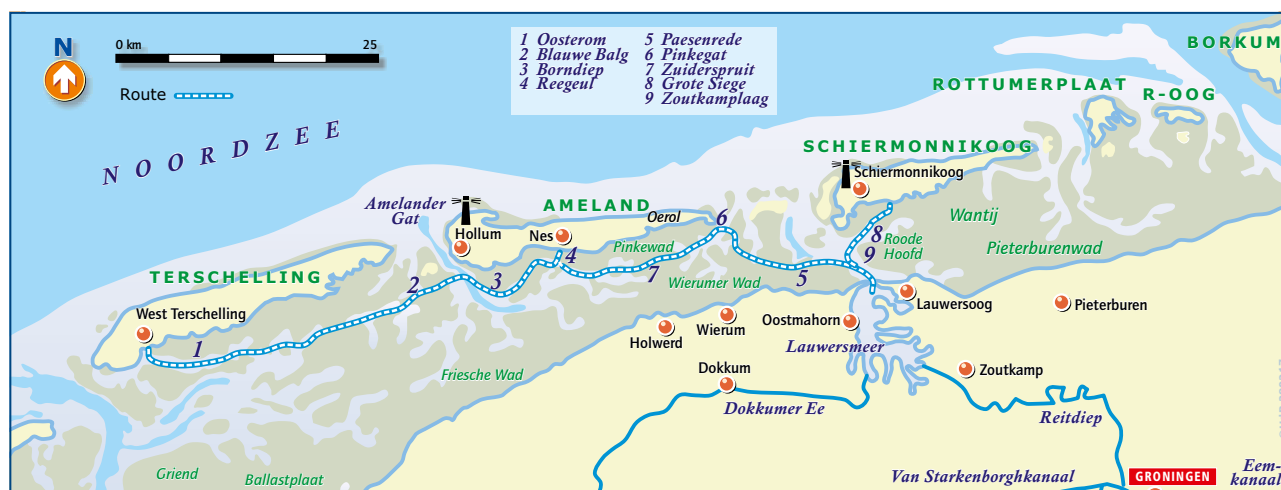 BORKUM
N
0 km 25
1 Oosterom
2 Blauwe Balg
3 Borndiep
4 Reegeul
5 Paesenrede
6 Pinkegat
7 Zuiderspruit
8 Grote Siege
9 Zoutkamplaag
Route
NOORDZEE
ROTTUMERPLAAT
R-OOG
SCHIERMONNIKOOG
Schiermonnikoog
Amelander
Gat
AMELAND
Oerol
6
Wantij
Hollum
Nes
4
Pinkewad
8
Roode
Hoofd
Pieterburenwad
9
TERSCHELLING
2
3
7
Wierumer Wad
5
West Terschelling
1
Lauwersoog
Pieterburen
Holwerd
Wierum
Oostmahorn
Lauwersmeer
Friesche Wad
Dokkum
Zoutkamp
Dokkumer Ee
Reitdiep
Griend
Ballastplaat
Van Starkenborghkanaal
GRONINGEN
Eem-
kanaal